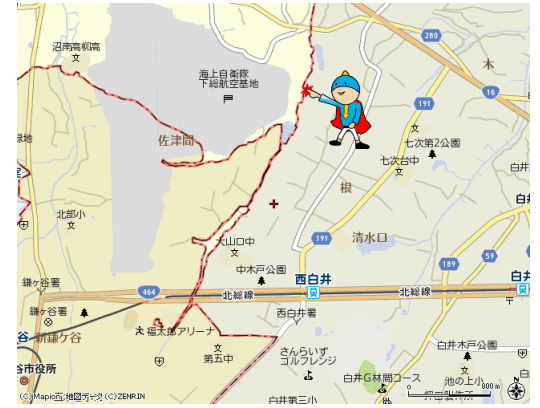 沼南高柳高
文
海上自衛隊
下総航空基地
280
木
16
191
佐津間
七次第2公園
文
七次台中
文
根
北部小
文
大山口中
191
清水口
中木戸公園
西白井
189
59
鎌ヶ谷署
464
北総線
北総線
鎌ヶ谷署
福太郎アリーナ
西白井署
新鎌ケ谷
第五中
文
さんらいず
ゴルフレンジ
白井木戸公園
文
市役所
白井G林間コース
池の上小
文
白井第三小
0 800m
(C)Mapion,地図データ(C)ZENRIN